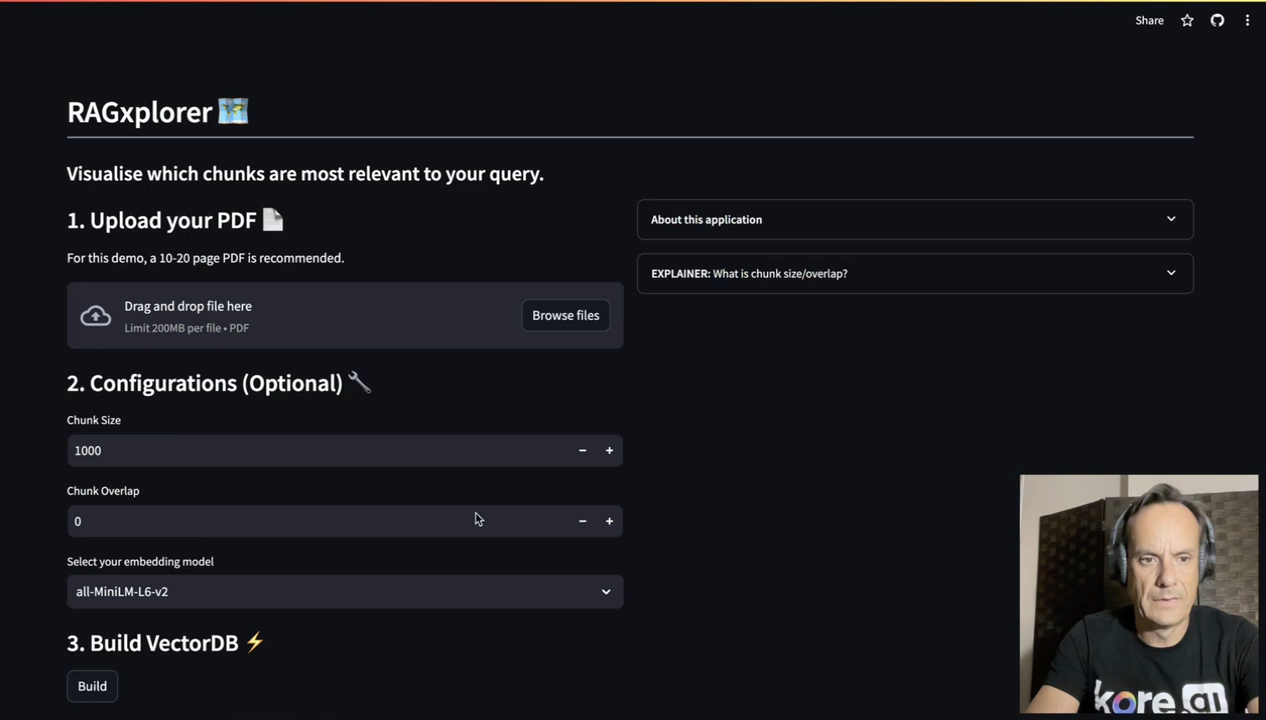 Share
RAGxplorer
Visualise which chunks are most relevant to your query.
1. Upload your PDF
For this demo, a 10-20 page PDF is recommended.
Drag and drop file here
Limit 200MB per file • PDF
Browse files
2. Configurations (Optional)
Chunk Size
1000
Chunk Overlap
0
Select your embedding model
all-MiniLM-L6-v2
3. Build VectorDB
Build
About this application
EXPLAINER: What is chunk size/overlap?
kore.ai